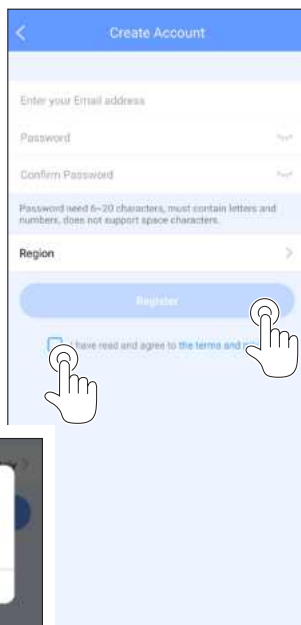 Create Account
Enter your Email address
Password
Confirm Password
Password need 6~20 characters, must contain letters and
numbers, does not support space characters.
Region
Register
I have read and agree to the terms and